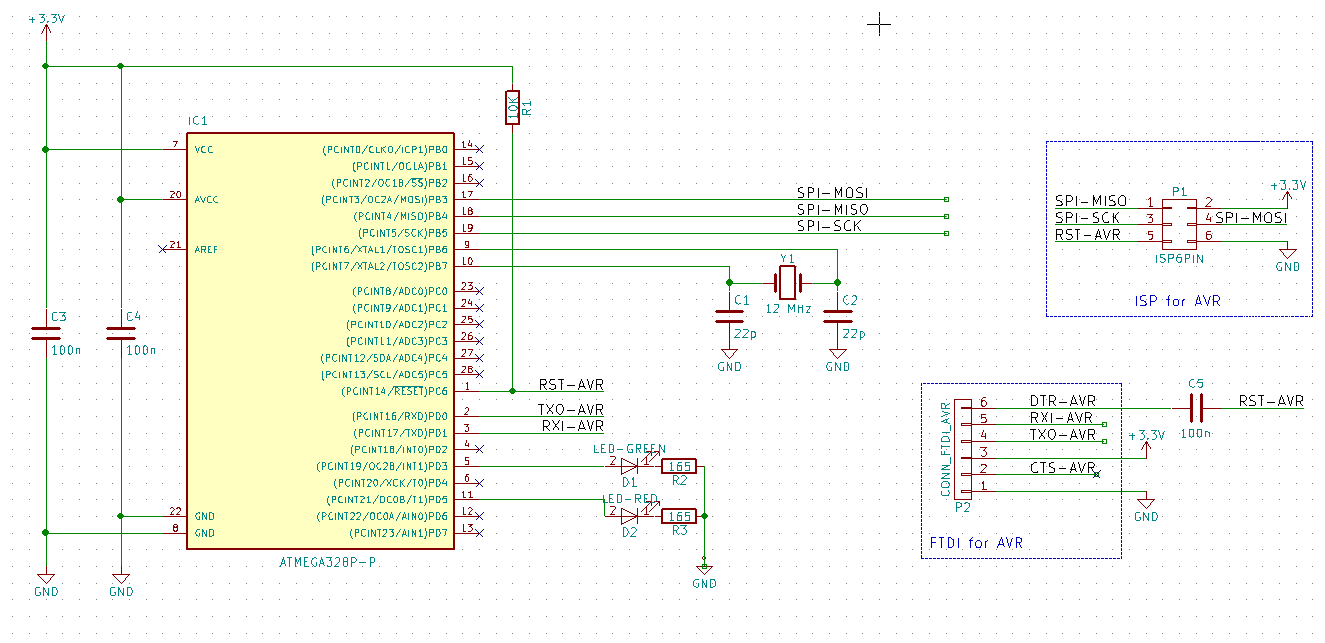 +3.3V
IC1
10K
R1
7 VCC
20 AVCC
21 AREF
22 GND
8 GND
(PCINT0/CLKO/ICP1)PB0 14
(PCINT1/OC1A)PB1 15
(PCINT2/OC1B/SS)PB2 16
(PCINT3/OC2A/MOSI)PB3 17
(PCINT4/MISO)PB4 18
(PCINT5/SCK)PB5 19
(PCINT6/XTAL1/TOSC1)PB6 9
(PCINT7/XTAL2/TOSC2)PB7 10
(PCINT8/ADC0)PC0 23
(PCINT9/ADC1)PC1 24
(PCINT10/ADC2)PC2 25
(PCINT11/ADC3)PC3 26
(PCINT12/SDA/ADC4)PC4 27
(PCINT13/SCL/ADC5)PC5 28
(PCINT14/RESET)PC6 1
(PCINT16/RXD)PD0 2
(PCINT17/TXD)PD1 3
(PCINT18/INT0)PD2 4
(PCINT19/OC2B/INT1)PD3 5
(PCINT20/XCK/T0)PD4 6
(PCINT21/OC0B/T1)PD5 11
(PCINT22/OC0A/AIN0)PD6 12
(PCINT23/AIN1)PD7 13
ATMEGA328P-P
C3
100n
C4
100n
GND
GND
SPI-MOSI
SPI-MISO
SPI-SCK
Y1
12 MHz
C1
22p
GND
C2
22p
GND
RST-AVR
TXO-AVR
RXI-AVR
LED-GREEN
2 1
D1
165
R2
LED-RED
2 1
D2
165
R3
GND
P1
+3.3V
SPI-MISO 1 2
SPI-SCK 3 4 SPI-MOSI
RST-AVR 5 6
ISP6PIN
GND
ISP for AVR
CONN_FTDI_AVR
6 DTR-AVR
5 RXI-AVR
4 TXO-AVR
3
2 CTS-AVR
1
P2
+3.3V
GND
C5
100n
RST-AVR
FTDI for AVR